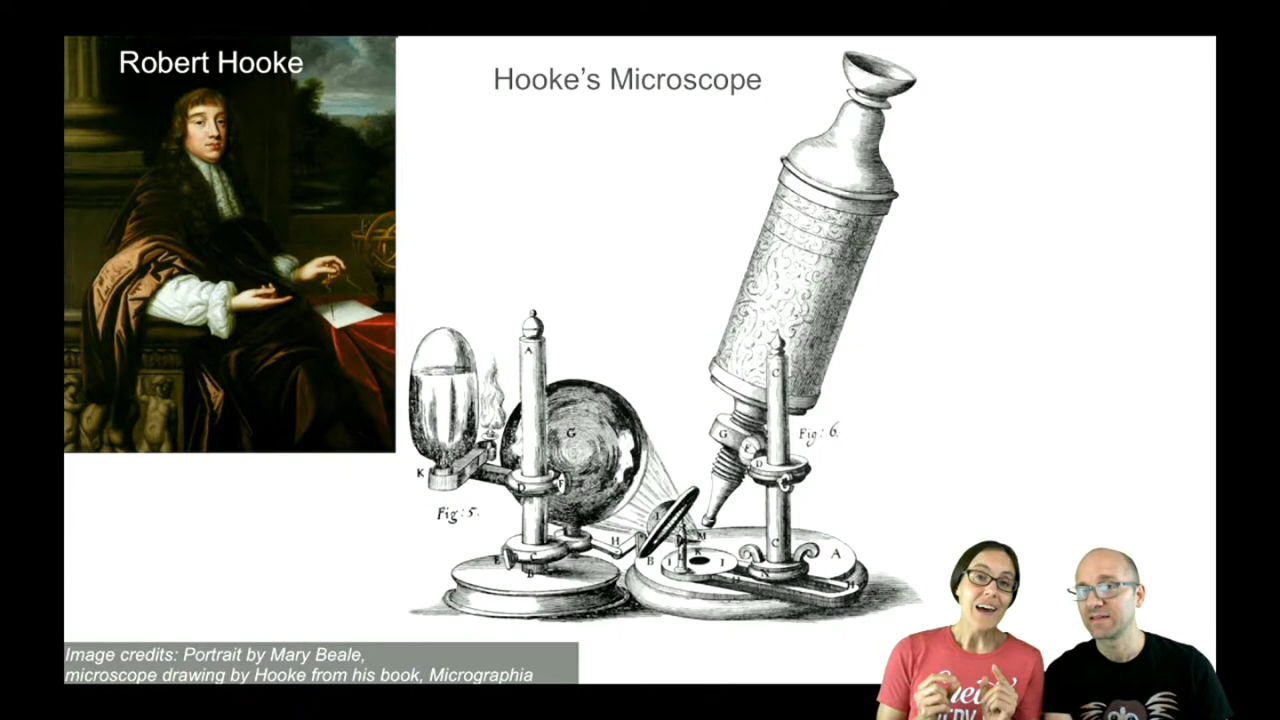 Robert Hooke
Hooke's Microscope
A
C
G
G
Fig: 6.
F
D
K
D
F
Fig: 5.
I
H
M
C
A
B
I
K
J
E
C
B
H
N
H
Image credits: Portrait by Mary Beale,
microscope drawing by Hooke from his book, Micrographia